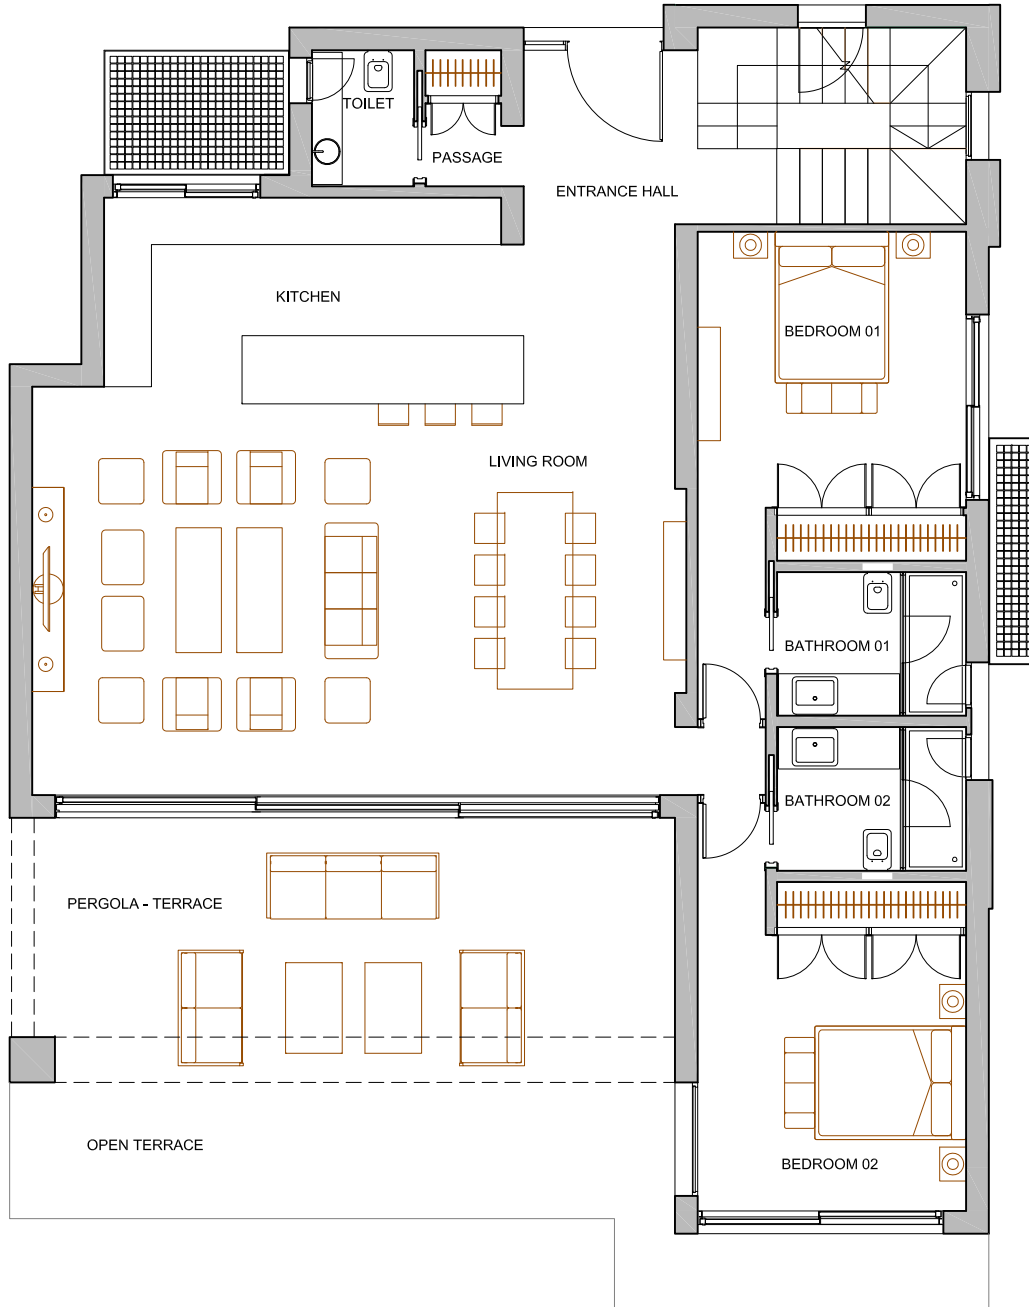 TOILET
PASSAGE
ENTRANCE HALL
KITCHEN
BEDROOM 01
LIVING ROOM
BATHROOM 01
BATHROOM 02
PERGOLA - TERRACE
OPEN TERRACE
BEDROOM 02